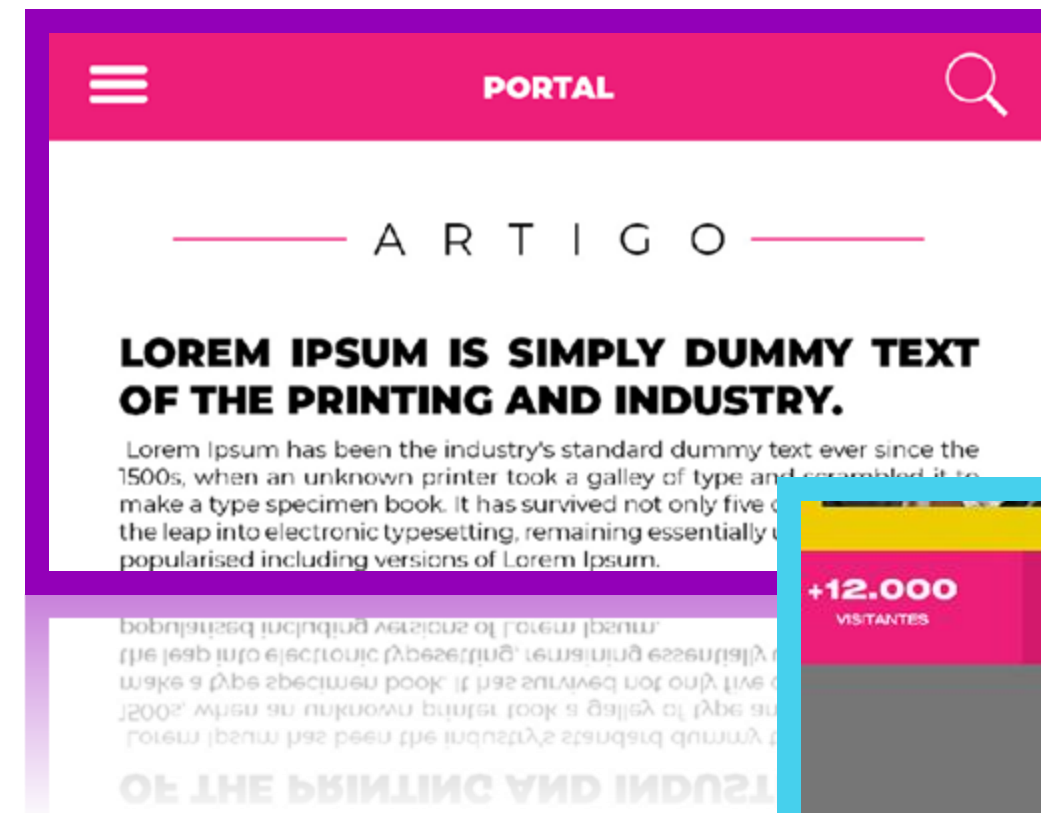 PORTAL
ARTIGO
LOREM IPSUM IS SIMPLY DUMMY TEXT
OF THE PRINTING AND INDUSTRY.
Lorem Ipsum has been the industry's standard dummy text ever since the
1500s, when an unknown printer took a galley of type and scrambled it to
make a type specimen book. It has survived not only five
the leap into electronic typesetting, remaining essentially
popularised including versions of Lorem Ipsum.
+12.000
VISITANTES